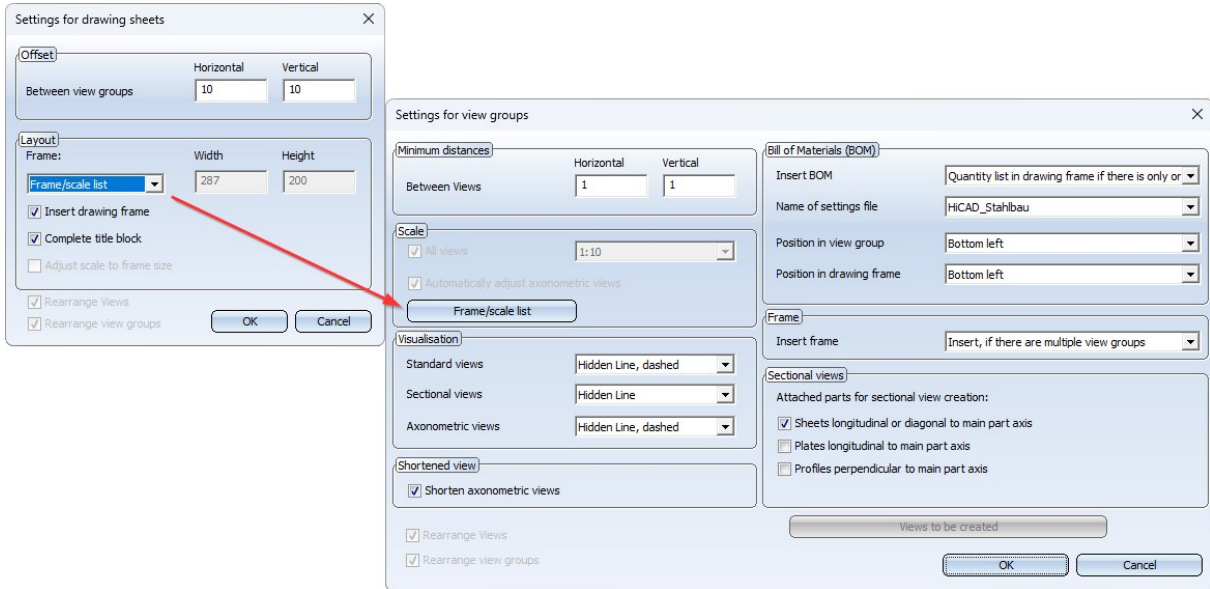 Settings for drawing sheets
Offset
Horizontal Vertical
Between view groups 10 10
Layout
Frame: Width Height
Frame/scale list 287 200
Insert drawing frame
Complete title block
Adjust scale to frame size
Rearrange Views
Rearrange view groups
OK Cancel
Settings for view groups
Minimum distances
Horizontal Vertical
Between Views 1 1
Scale
All views 1:10
Automatically adjust axonometric views
Frame/scale list
Visualisation
Standard views Hidden Line, dashed
Sectional views Hidden Line
Axonometric views Hidden Line, dashed
Shortened view
Shorten axonometric views
Rearrange Views
Rearrange view groups
Bill of Materials (BOM)
Insert BOM Quantity list in drawing frame if there is only or
Name of settings file HiCAD_Stahlbau
Position in view group Bottom left
Position in drawing frame Bottom left
Frame
Insert frame Insert, if there are multiple view groups
Sectional views
Attached parts for sectional view creation:
Sheets longitudinal or diagonal to main part axis
Plates longitudinal to main part axis
Profiles perpendicular to main part axis
Views to be created
OK Cancel